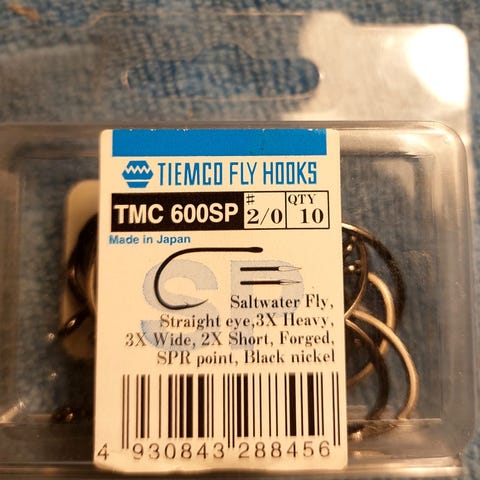 TIEMCO FLY HOOKS
TMC 600SP # 2/0 QTY 10
Made in Japan
SP
Saltwater Fly,
Straight eye,3X Heavy,
3X Wide, 2X Short, Forged,
SPR point, Black nickel
4 930843 288456